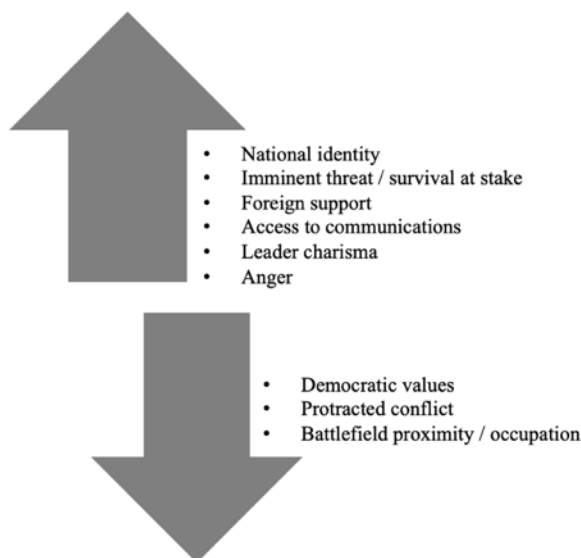 • National identity
• Imminent threat / survival at stake
• Foreign support
• Access to communications
• Leader charisma
• Anger
• Democratic values
• Protracted conflict
• Battlefield proximity / occupation